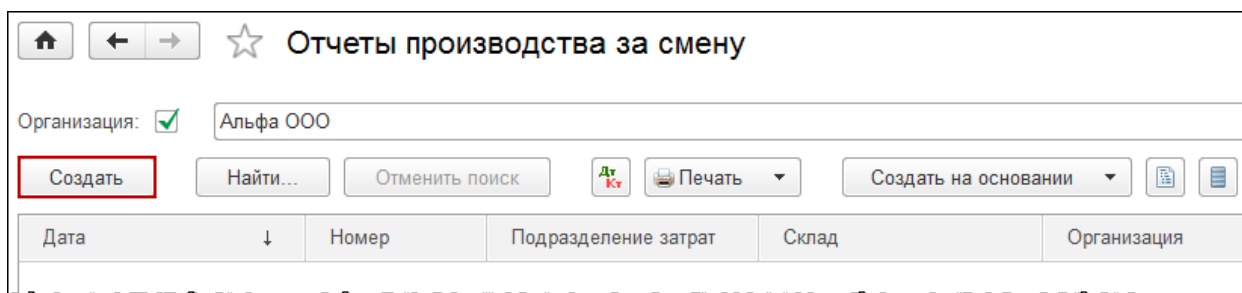 Отчеты производства за смену
Организация: Альфа ООО
Создать Найти... Отменить поиск Дт Кт Печать Создать на основании
Дата ↓ Номер Подразделение затрат Склад Организация